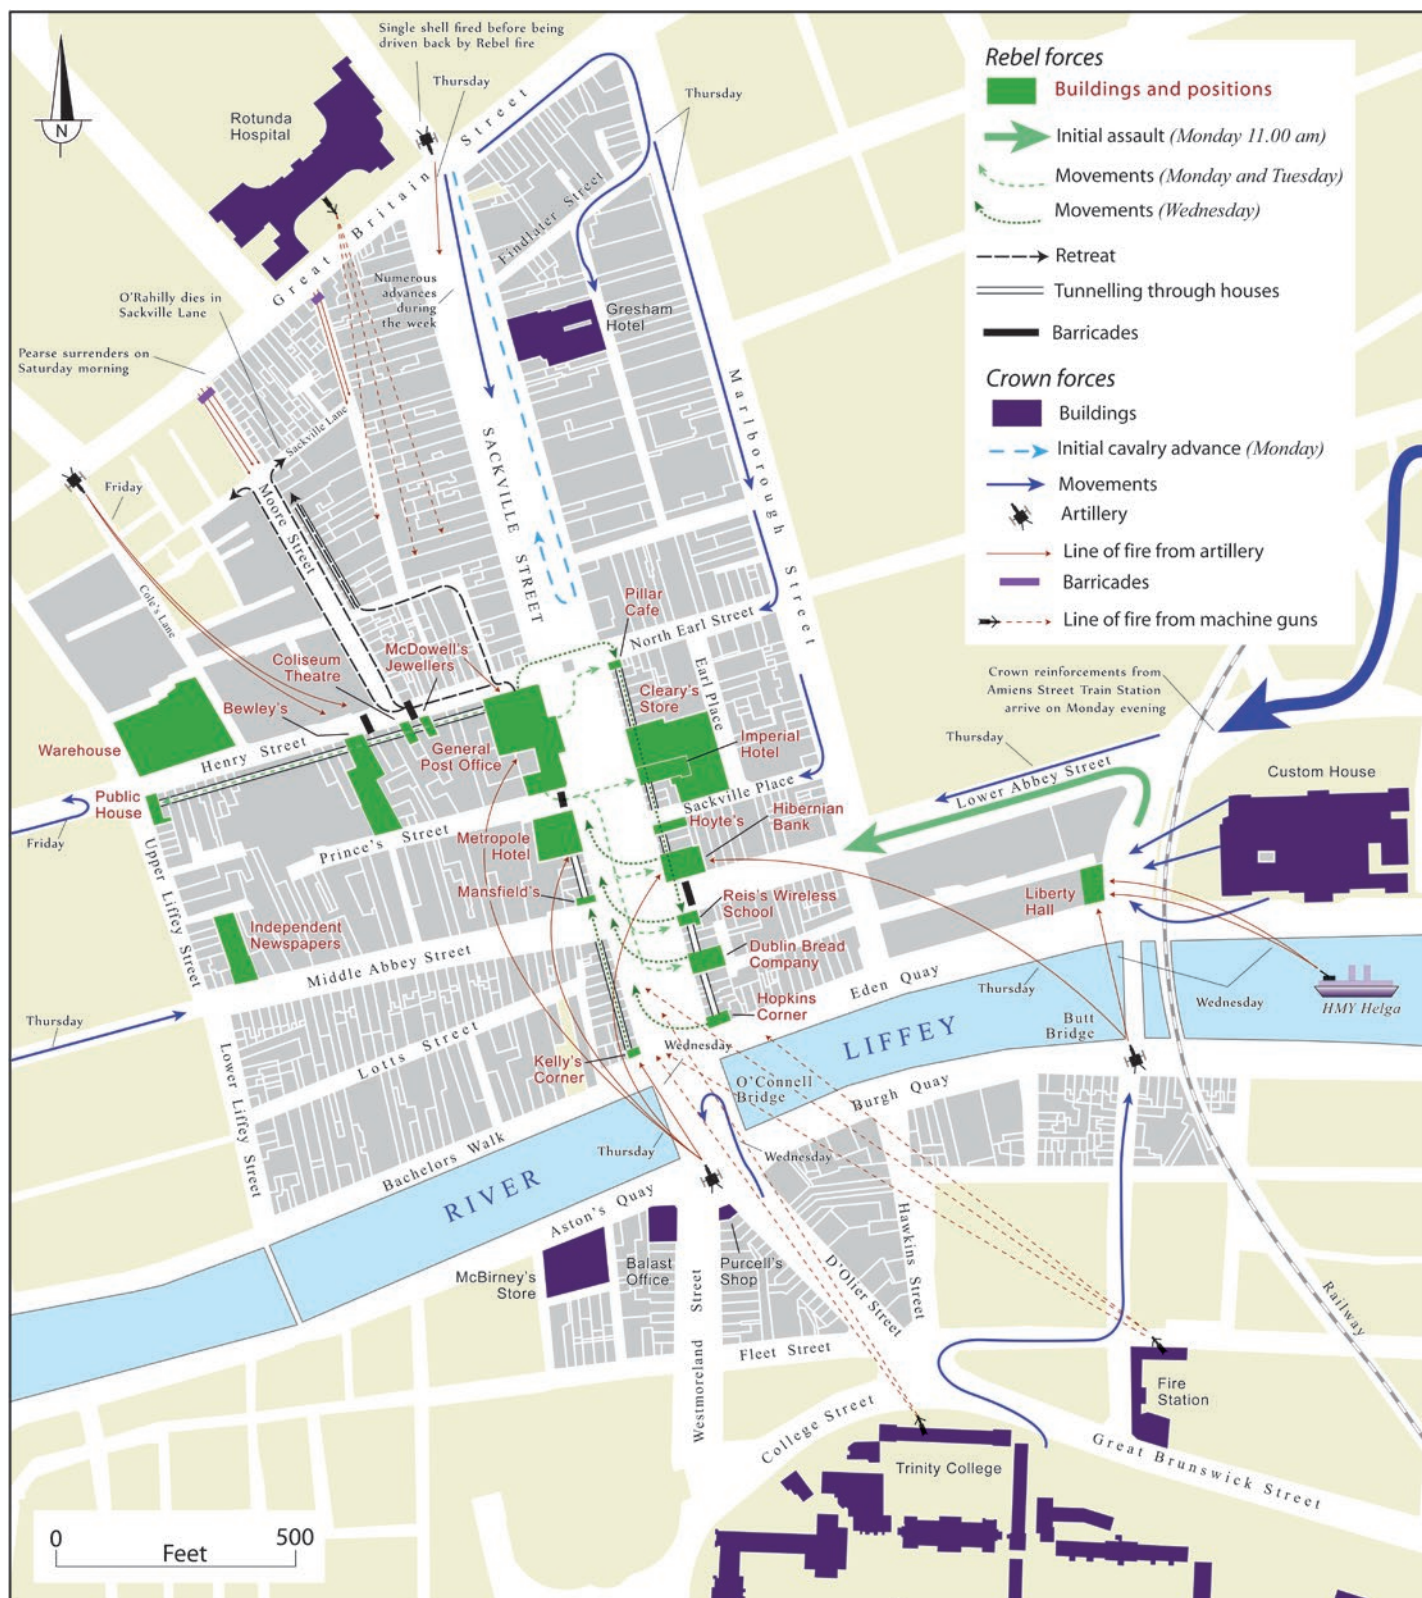 Single shell fired before being
driven back by Rebel fire
Thursday
Rotunda
Hospital
N
Great Britain Street
Findlater Street
Thursday
Numerous
advances
during
the week
Gresham
Hotel
O'Rahilly dies in
Sackville Lane
Pearse surrenders on
Saturday morning
Sackville Lane
Marlborough Street
SACKVILLE STREET
Friday
Moore Street
Cole's Lane
Rebel forces
Buildings and positions
Initial assault (Monday 11.00 am)
Movements (Monday and Tuesday)
Movements (Wednesday)
Retreat
Tunnelling through houses
Barricades
Crown forces
Buildings
Initial cavalry advance (Monday)
Movements
Artillery
Line of fire from artillery
Barricades
Line of fire from machine guns
Pillar
Cafe
North Earl Street
McDowell's
Jewellers
Coliseum
Theatre
Bewley's
Cleary's
Store
Earl Place
Crown reinforcements from
Amiens Street Train Station
arrive on Monday evening
Warehouse
Henry Street
General
Post Office
Imperial
Hotel
Thursday
Lower Abbey Street
Custom House
Public
House
Friday
Sackville Place
Hoyte's
Hibernian
Bank
Prince's Street
Metropole
Hotel
Upper Liffey Street
Mansfield's
Reis's Wireless
School
Liberty
Hall
Independent
Newspapers
Dublin Bread
Company
Middle Abbey Street
Eden Quay
Thursday
Wednesday
HMY Helga
Hopkins
Corner
Thursday
Butt
Bridge
LIFFEY
Lotts Street
Wednesday
Kelly's
Corner
O'Connell
Bridge
Burgh Quay
Lower Liffey Street
Bachelors Walk
Thursday
Wednesday
RIVER
Aston's Quay
Hawkins Street
McBirney's
Store
Balast
Office
Purcell's
Shop
D'Olier Street
Railway
Westmoreland Street
Fleet Street
Fire
Station
College Street
Great Brunswick Street
Trinity College
0
500
Feet